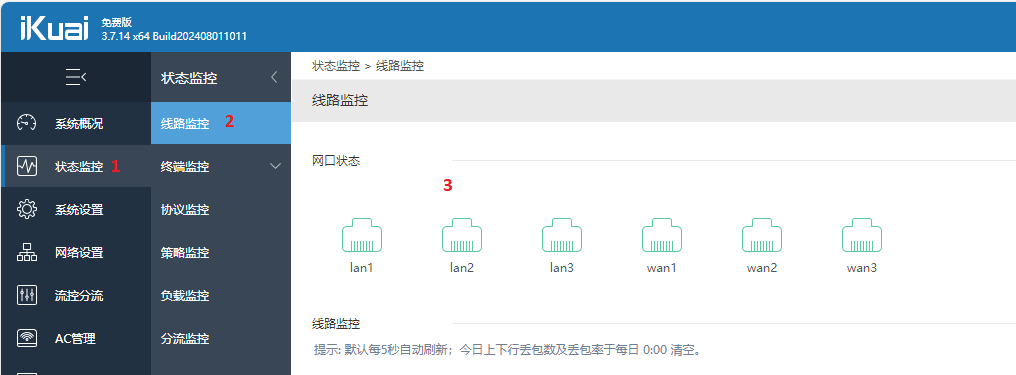 iKuai 免费版
3.7.14 x64 Build202408011011
状态监控
状态监控 > 线路监控
线路监控
系统概况
线路监控 2
状态监控 1
终端监控
网口状态
3
系统设置
协议监控
网络设置
策略监控
lan1 lan2 lan3 wan1 wan2 wan3
流控分流
负载监控
线路监控
AC管理
分流监控
提示: 默认每5秒自动刷新；今日上下行丢包数及丢包率于每日 0:00 清空。